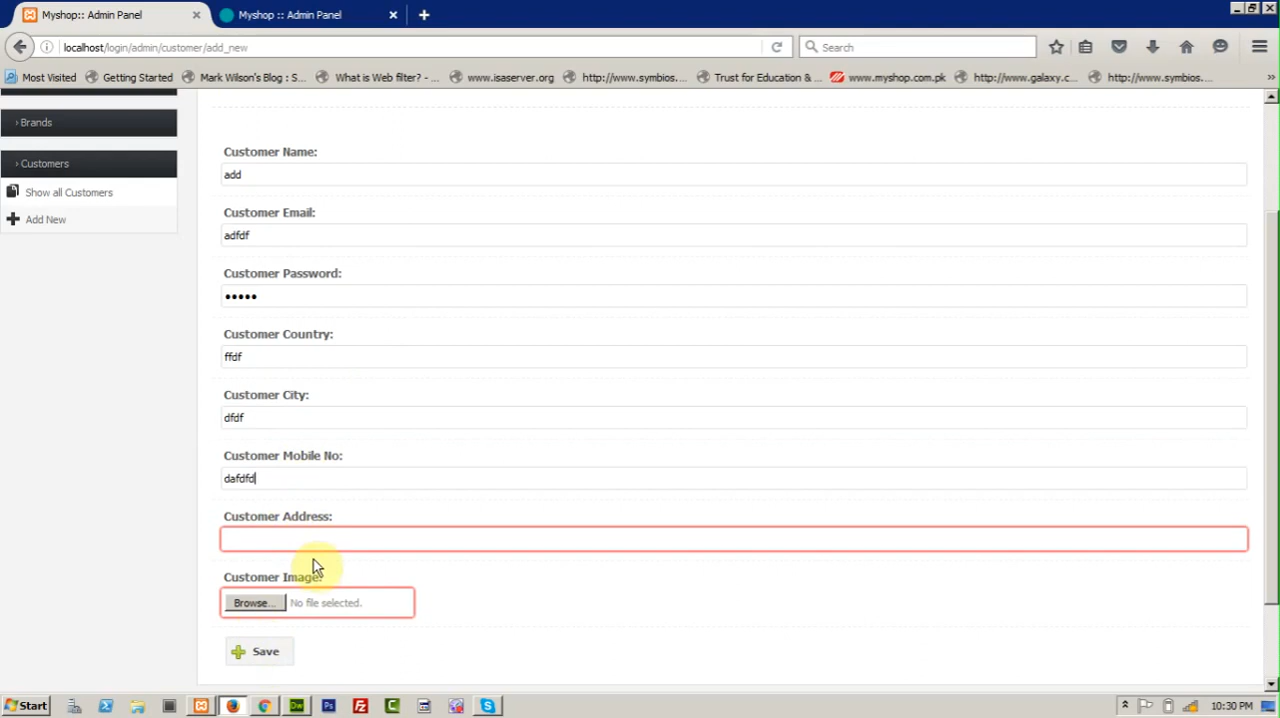 Myshop:: Admin Panel
Myshop :: Admin Panel
localhost/login/admin/customer/add_new
Search
Most Visited
Getting Started
Mark Wilson's Blog : S...
What is Web filter? - ...
www.isaserver.org
http://www.symbios....
Trust for Education & ...
www.myshop.com.pk
http://www.galaxy.c...
http://www.symbios....
»
› Brands
› Customers
Show all Customers
Add New
Customer Name:
add
Customer Email:
adfdf
Customer Password:
•••••
Customer Country:
ffdf
Customer City:
dfdf
Customer Mobile No:
dafdfd
Customer Address:
Customer Image:
Browse... No file selected.
Save
Start
Dw
Ps
Fz
C
S
10:30 PM